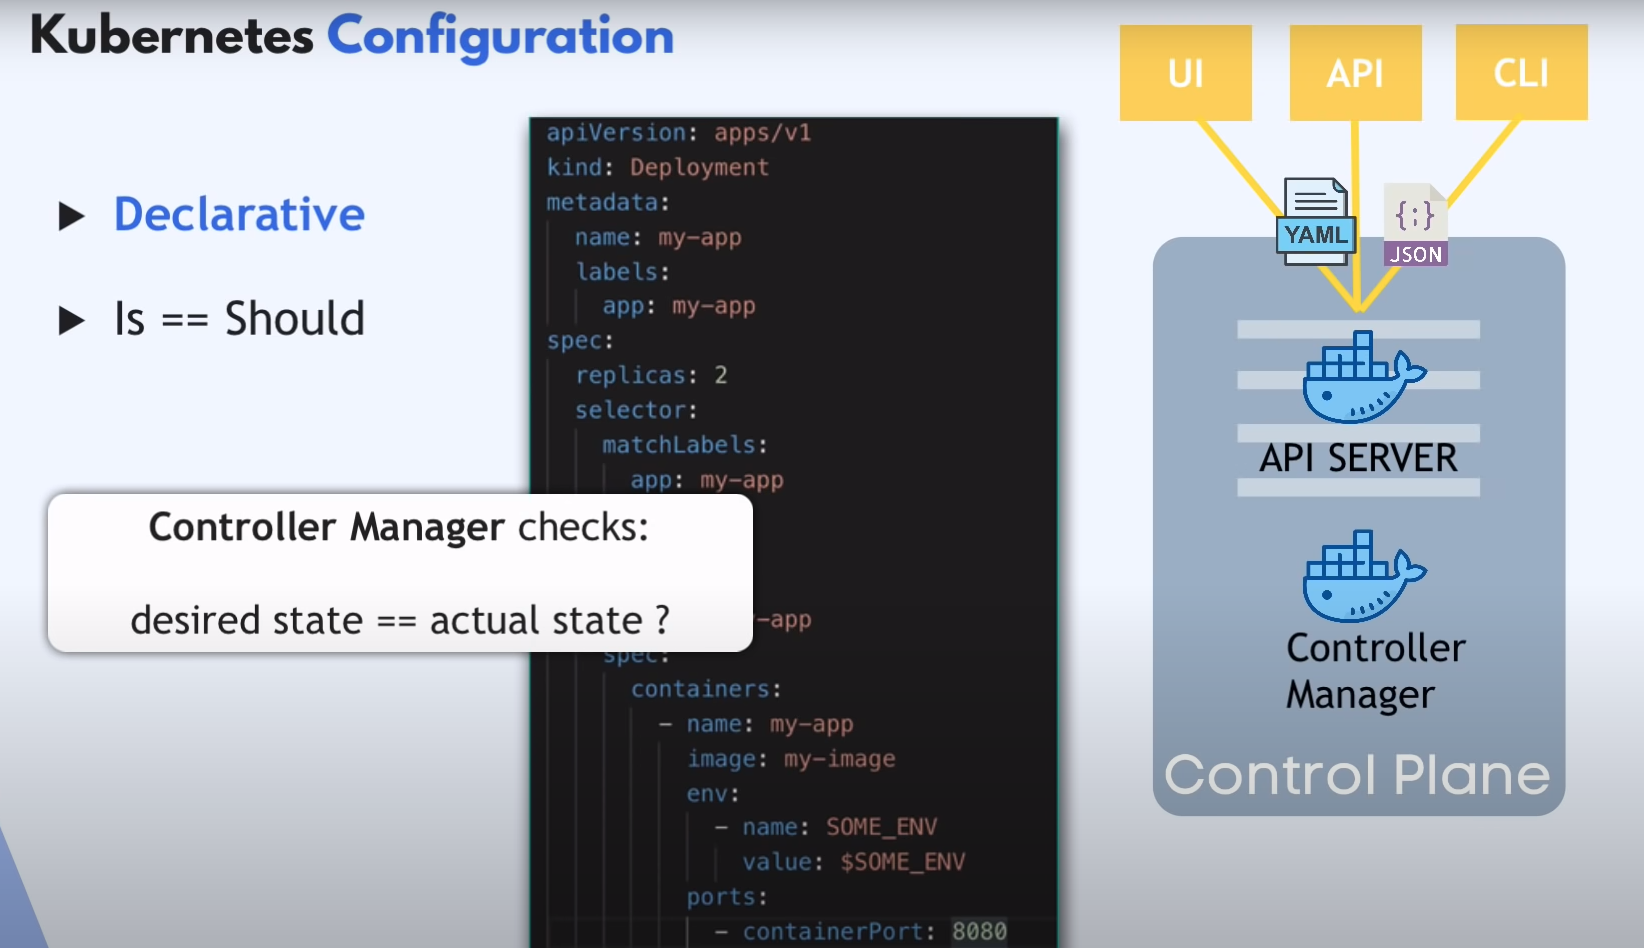 Kubernetes Configuration
Declarative
Is == Should
apiVersion: apps/v1
kind: Deployment
metadata:
name: my-app
labels:
app: my-app
spec:
replicas: 2
selector:
matchLabels:
app: my-app
-app
spec:
containers:
- name: my-app
image: my-image
env:
- name: SOME_ENV
value: $SOME_ENV
ports:
- containerPort: 8080
Controller Manager checks:
desired state == actual state ?
UI
API
CLI
YAML
{;}
JSON
API SERVER
Controller
Manager
Control Plane